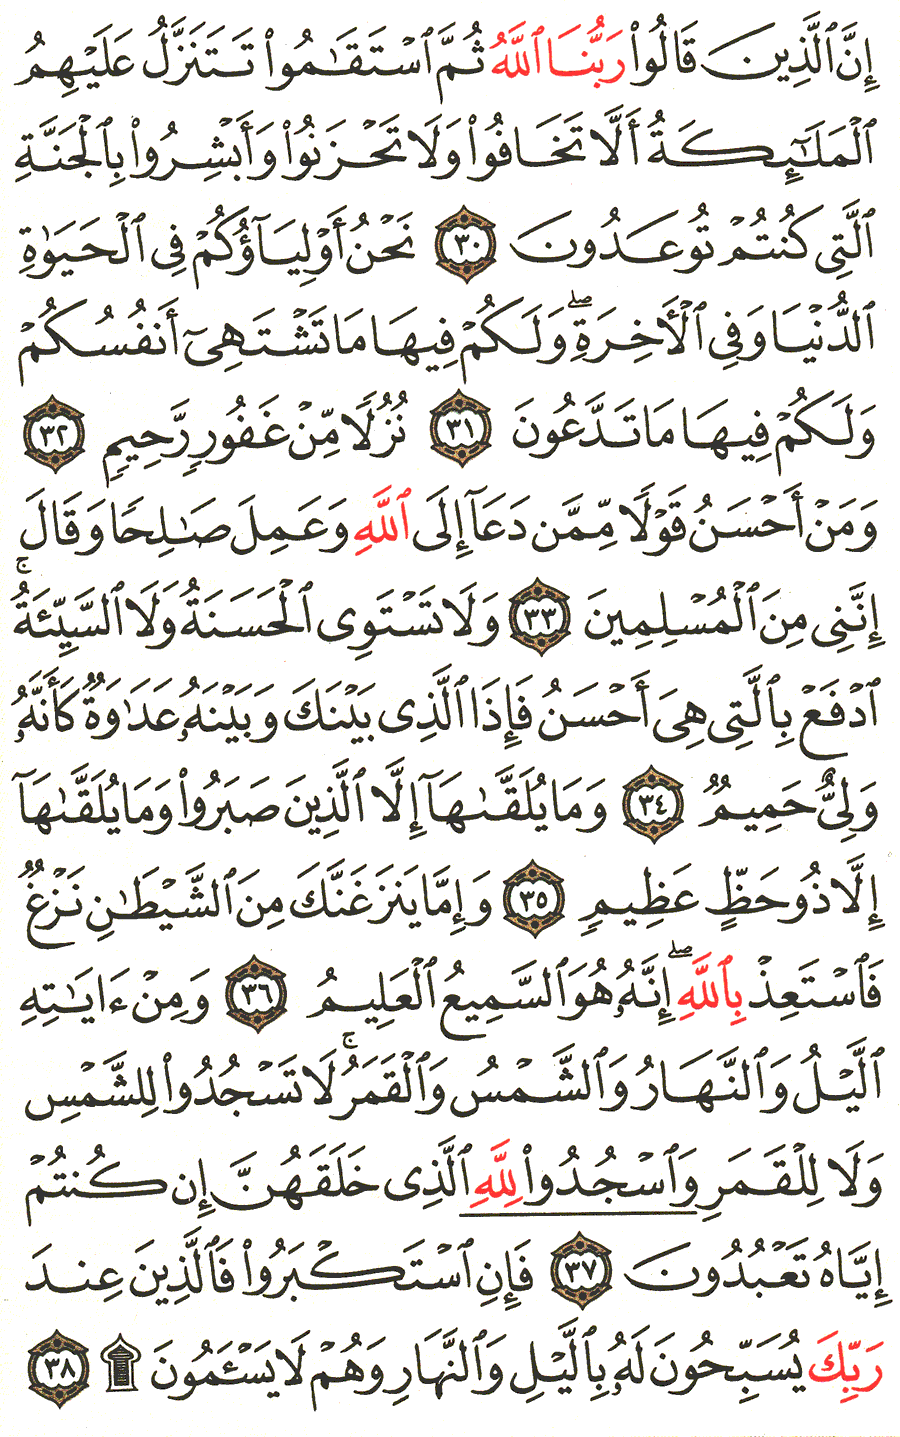 إِنَّ ٱلَّذِينَ قَالُوا۟ رَبُّنَا ٱللَّهُ ثُمَّ ٱسْتَقَـٰمُوا۟ تَتَنَزَّلُ عَلَيْهِمُ
ٱلْمَلَـٰٓئِكَةُ أَلَّا تَخَافُوا۟ وَلَا تَحْزَنُوا۟ وَأَبْشِرُوا۟ بِٱلْجَنَّةِ
ٱلَّتِى كُنتُمْ تُوعَدُونَ ٣٠ نَحْنُ أَوْلِيَآؤُكُمْ فِى ٱلْحَيَوٰةِ
ٱلدُّنْيَا وَفِى ٱلْأَخِرَةِ ۖ وَلَكُمْ فِيهَا مَا تَشْتَهِىٓ أَنفُسُكُمْ
وَلَكُمْ فِيهَا مَا تَدَّعُونَ ٣١ نُزُلًا مِّنْ غَفُورٍ رَّحِيمٍ ٣٢
وَمَنْ أَحْسَنُ قَوْلًا مِّمَّن دَعَآ إِلَى ٱللَّهِ وَعَمِلَ صَـٰلِحًا وَقَالَ
إِنَّنِى مِنَ ٱلْمُسْلِمِينَ ٣٣ وَلَا تَسْتَوِى ٱلْحَسَنَةُ وَلَا ٱلسَّيِّئَةُ ۚ
ٱدْفَعْ بِٱلَّتِى هِىَ أَحْسَنُ فَإِذَا ٱلَّذِى بَيْنَكَ وَبَيْنَهُۥ عَدَٰوَةٌ كَأَنَّهُۥ
وَلِىٌّ حَمِيمٌ ٣٤ وَمَا يُلَقَّىٰهَآ إِلَّا ٱلَّذِينَ صَبَرُوا۟ وَمَا يُلَقَّىٰهَآ
إِلَّا ذُو حَظٍّ عَظِيمٍ ٣٥ وَإِمَّا يَنزَغَنَّكَ مِنَ ٱلشَّيْطَـٰنِ نَزْغٌ
فَٱسْتَعِذْ بِٱللَّهِ ۖ إِنَّهُۥ هُوَ ٱلسَّمِيعُ ٱلْعَلِيمُ ٣٦ وَمِنْ ءَايَـٰتِهِ
ٱلَّيْلُ وَٱلنَّهَارُ وَٱلشَّمْسُ وَٱلْقَمَرُ ۚ لَا تَسْجُدُوا۟ لِلشَّمْسِ
وَلَا لِلْقَمَرِ وَٱسْجُدُوا۟ لِلَّهِ ٱلَّذِى خَلَقَهُنَّ إِن كُنتُمْ
إِيَّاهُ تَعْبُدُونَ ٣٧ فَإِنِ ٱسْتَكْبَرُوا۟ فَٱلَّذِينَ عِندَ
رَبِّكَ يُسَبِّحُونَ لَهُۥ بِٱلَّيْلِ وَٱلنَّهَارِ وَهُمْ لَا يَسْـَٔمُونَ ۩ ٣٨